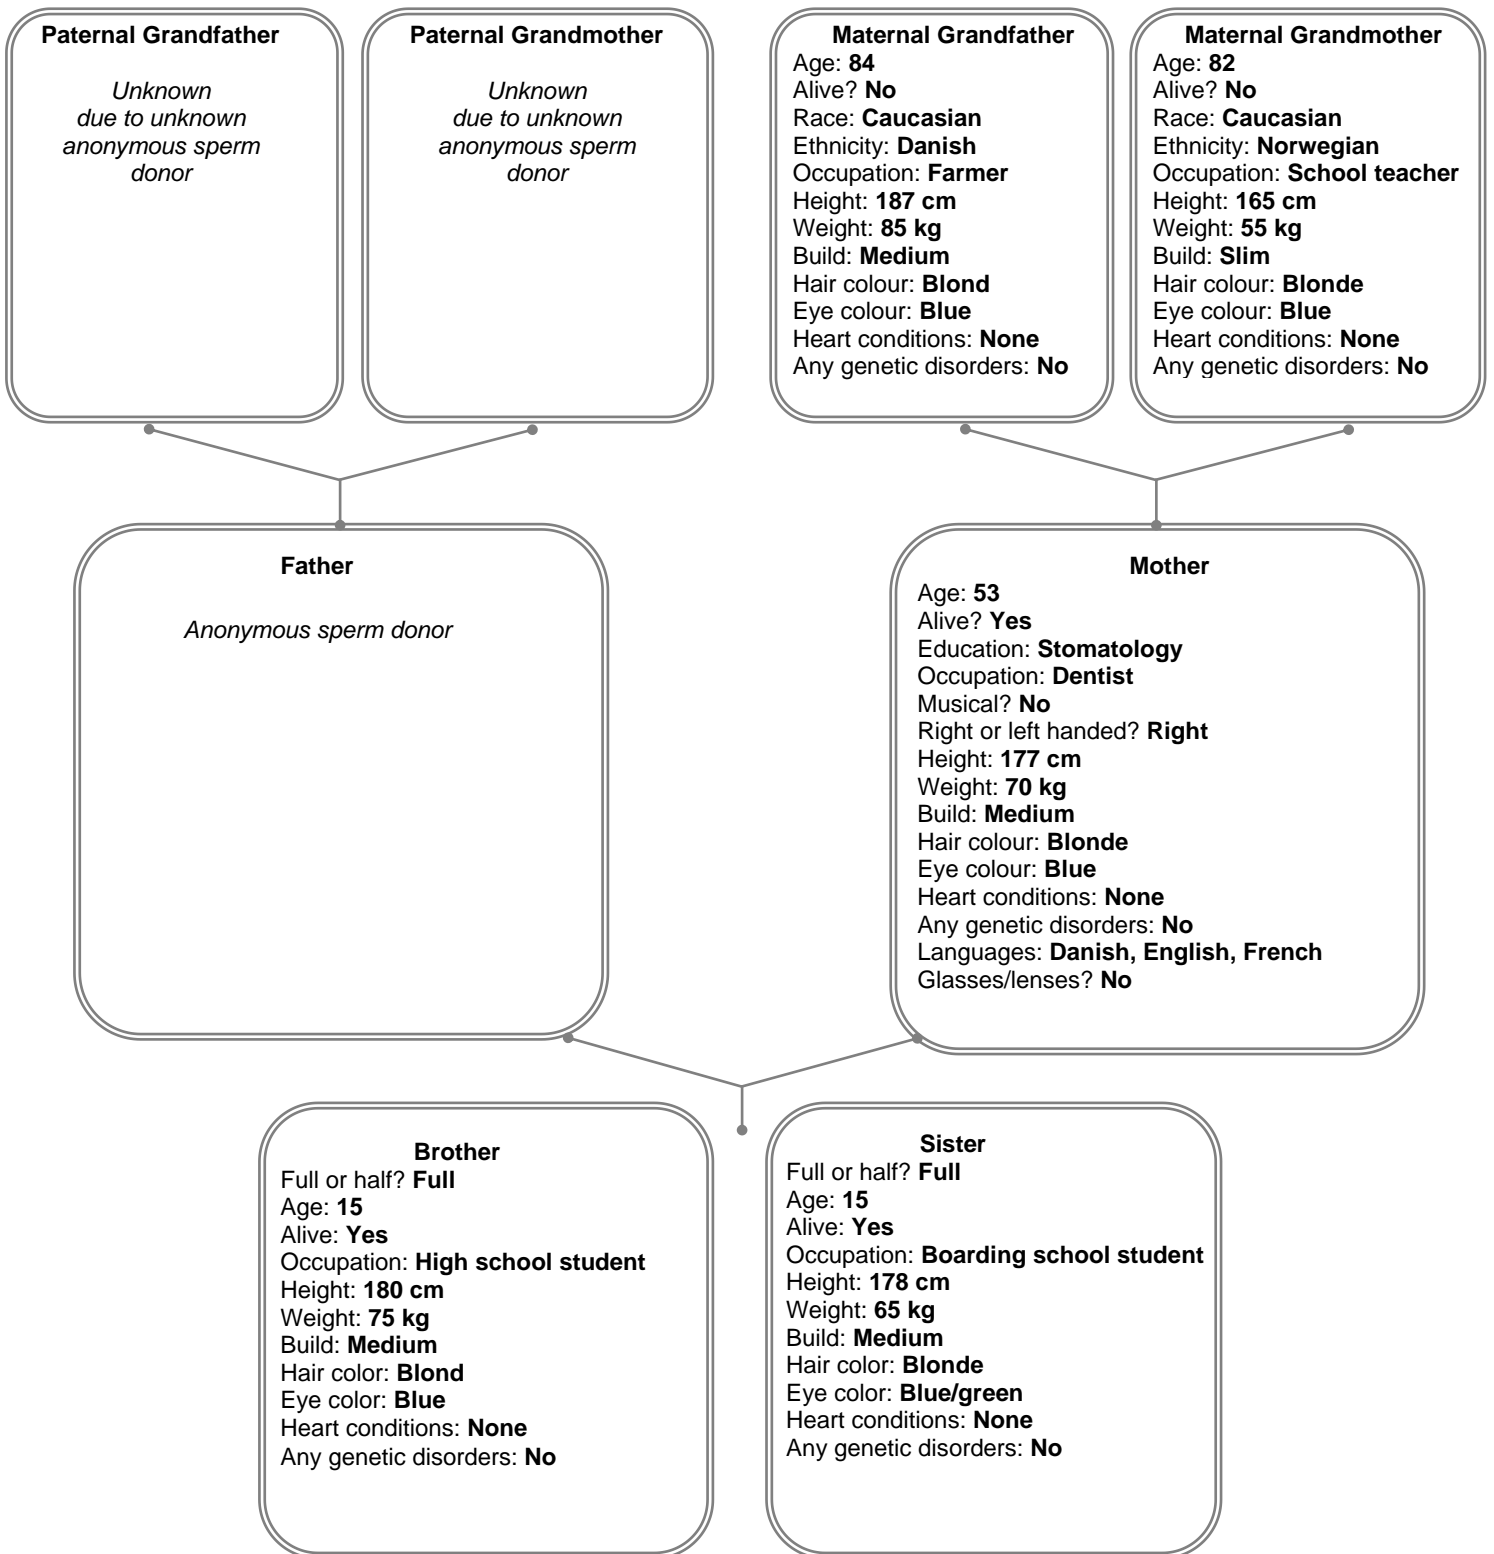 Paternal Grandfather
Unknown
due to unknown
anonymous sperm
donor
Paternal Grandmother
Unknown
due to unknown
anonymous sperm
donor
Maternal Grandfather
Age: 84
Alive? No
Race: Caucasian
Ethnicity: Danish
Occupation: Farmer
Height: 187 cm
Weight: 85 kg
Build: Medium
Hair colour: Blond
Eye colour: Blue
Heart conditions: None
Any genetic disorders: No
Maternal Grandmother
Age: 82
Alive? No
Race: Caucasian
Ethnicity: Norwegian
Occupation: School teacher
Height: 165 cm
Weight: 55 kg
Build: Slim
Hair colour: Blonde
Eye colour: Blue
Heart conditions: None
Any genetic disorders: No
Father
Anonymous sperm donor
Mother
Age: 53
Alive? Yes
Education: Stomatology
Occupation: Dentist
Musical? No
Right or left handed? Right
Height: 177 cm
Weight: 70 kg
Build: Medium
Hair colour: Blonde
Eye colour: Blue
Heart conditions: None
Any genetic disorders: No
Languages: Danish, English, French
Glasses/lenses? No
Brother
Full or half? Full
Age: 15
Alive: Yes
Occupation: High school student
Height: 180 cm
Weight: 75 kg
Build: Medium
Hair color: Blond
Eye color: Blue
Heart conditions: None
Any genetic disorders: No
Sister
Full or half? Full
Age: 15
Alive: Yes
Occupation: Boarding school student
Height: 178 cm
Weight: 65 kg
Build: Medium
Hair color: Blonde
Eye color: Blue/green
Heart conditions: None
Any genetic disorders: No